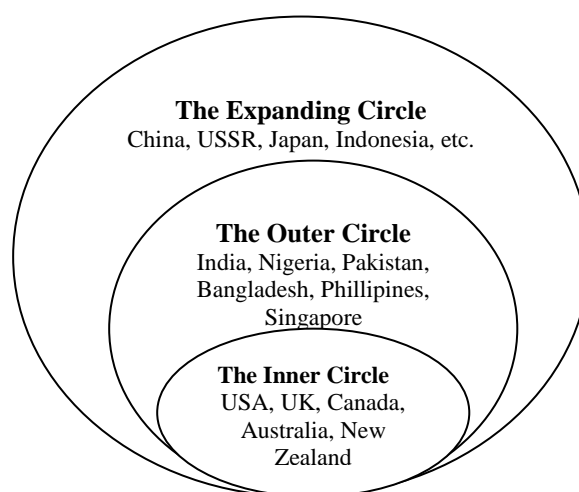 The Expanding Circle
China, USSR, Japan, Indonesia, etc.
The Outer Circle
India, Nigeria, Pakistan,
Bangladesh, Phillipines,
Singapore
The Inner Circle
USA, UK, Canada,
Australia, New
Zealand